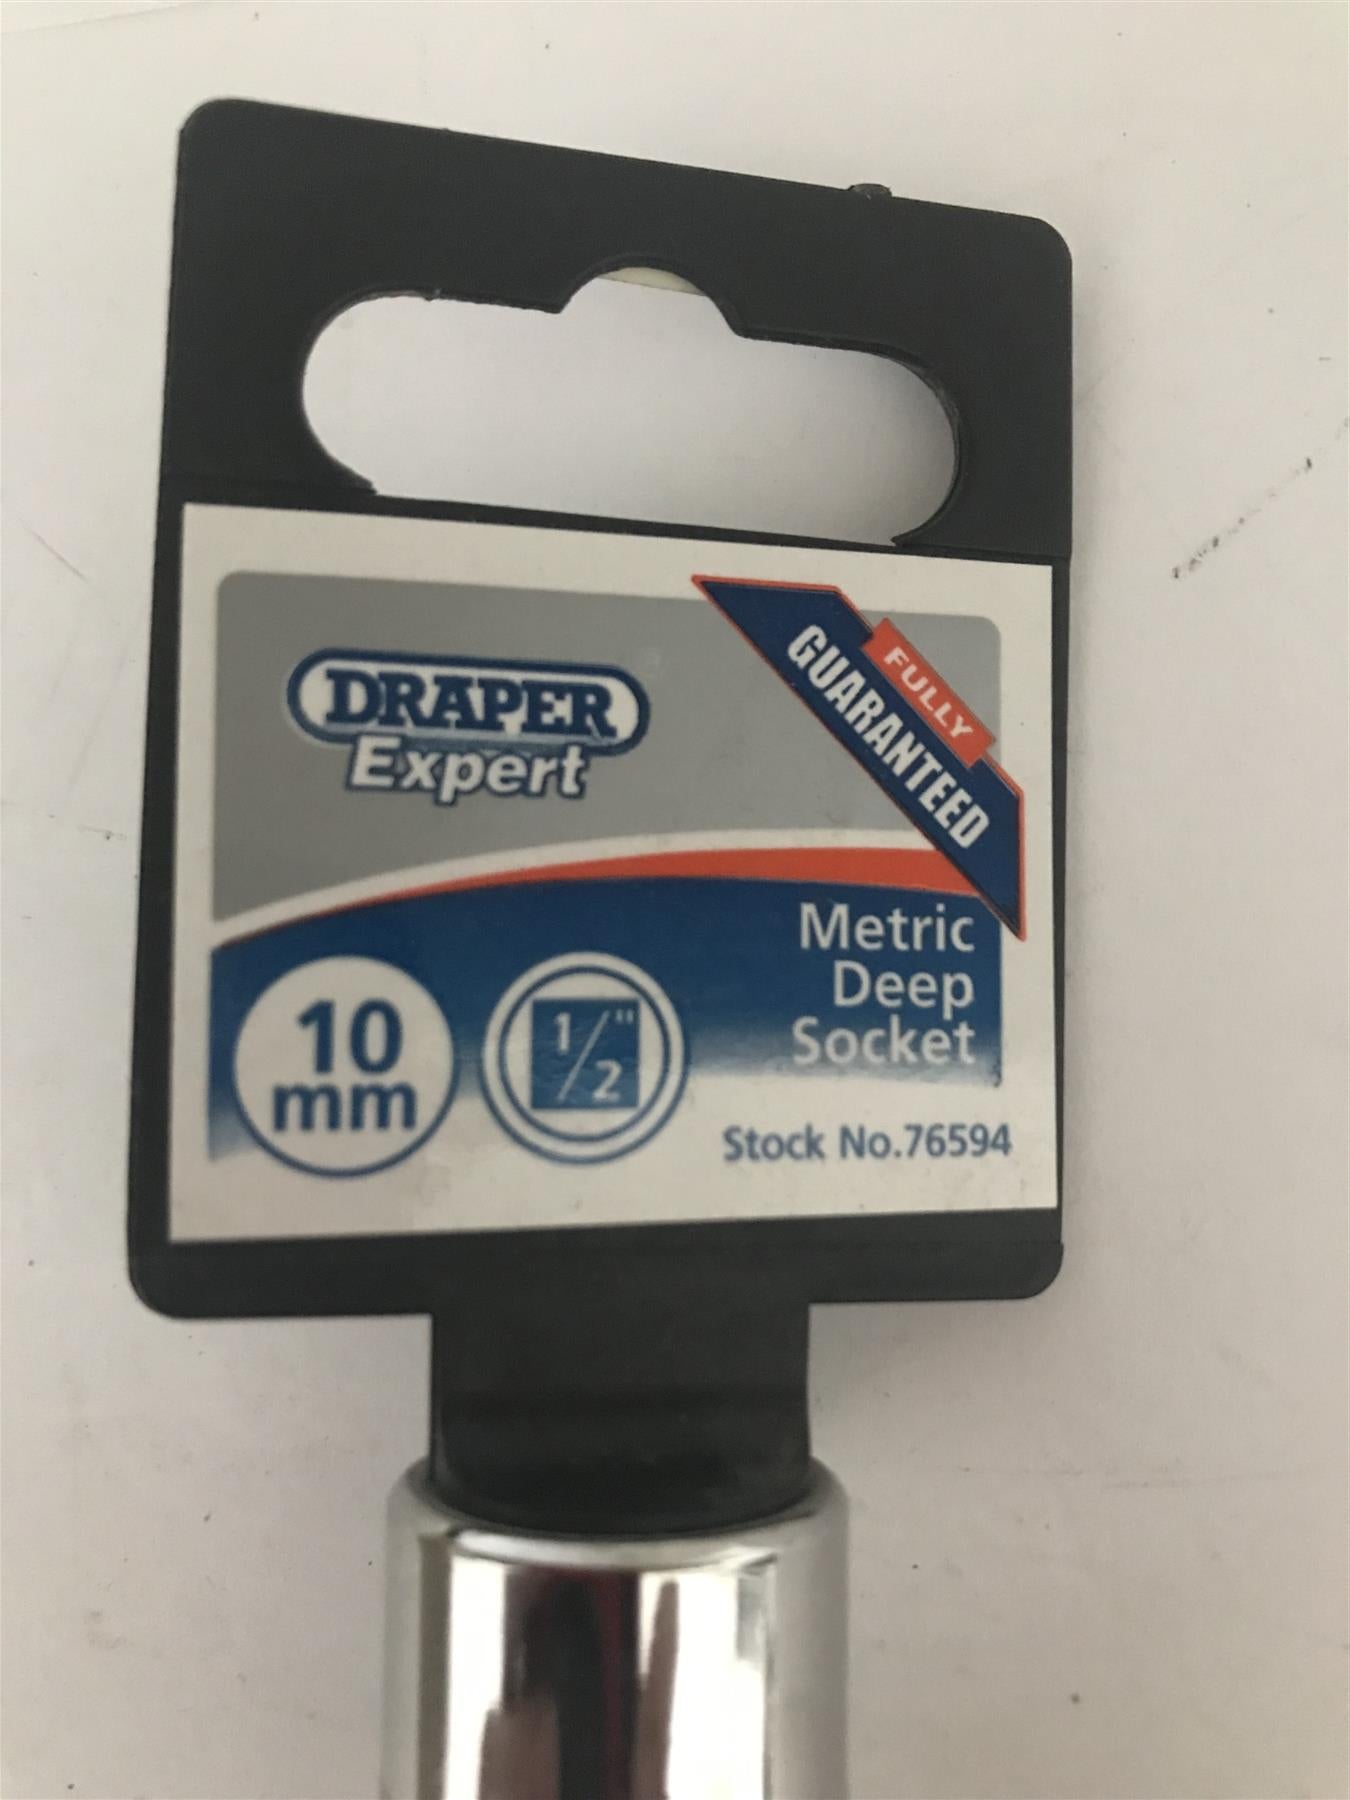 DRAPER
Expert
FULLY
GUARANTEED
Metric
Deep
Socket
10
mm
1/2"
Stock No.76594